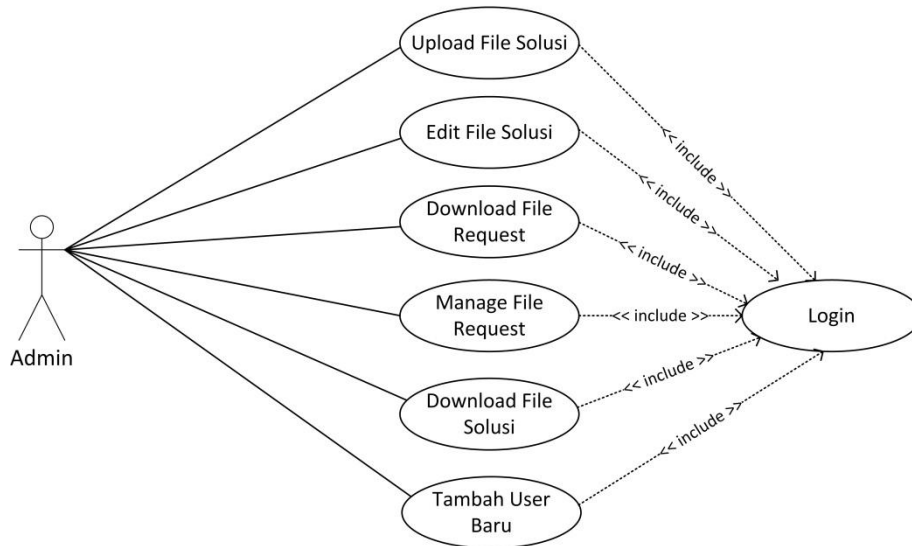 Upload File Solusi
<< include >>
Edit File Solusi
<< include >>
Download File
Request
<< include >>
Manage File
Request
<< include >>
Login
Admin
Download File
Solusi
<< include >>
Tambah User
Baru
<< include >>